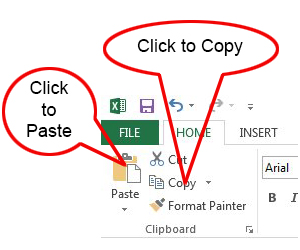 Click to Copy
Click
to
Paste
FILE HOME INSERT
Cut
Copy
Paste
Format Painter
Clipboard
Arial
B I